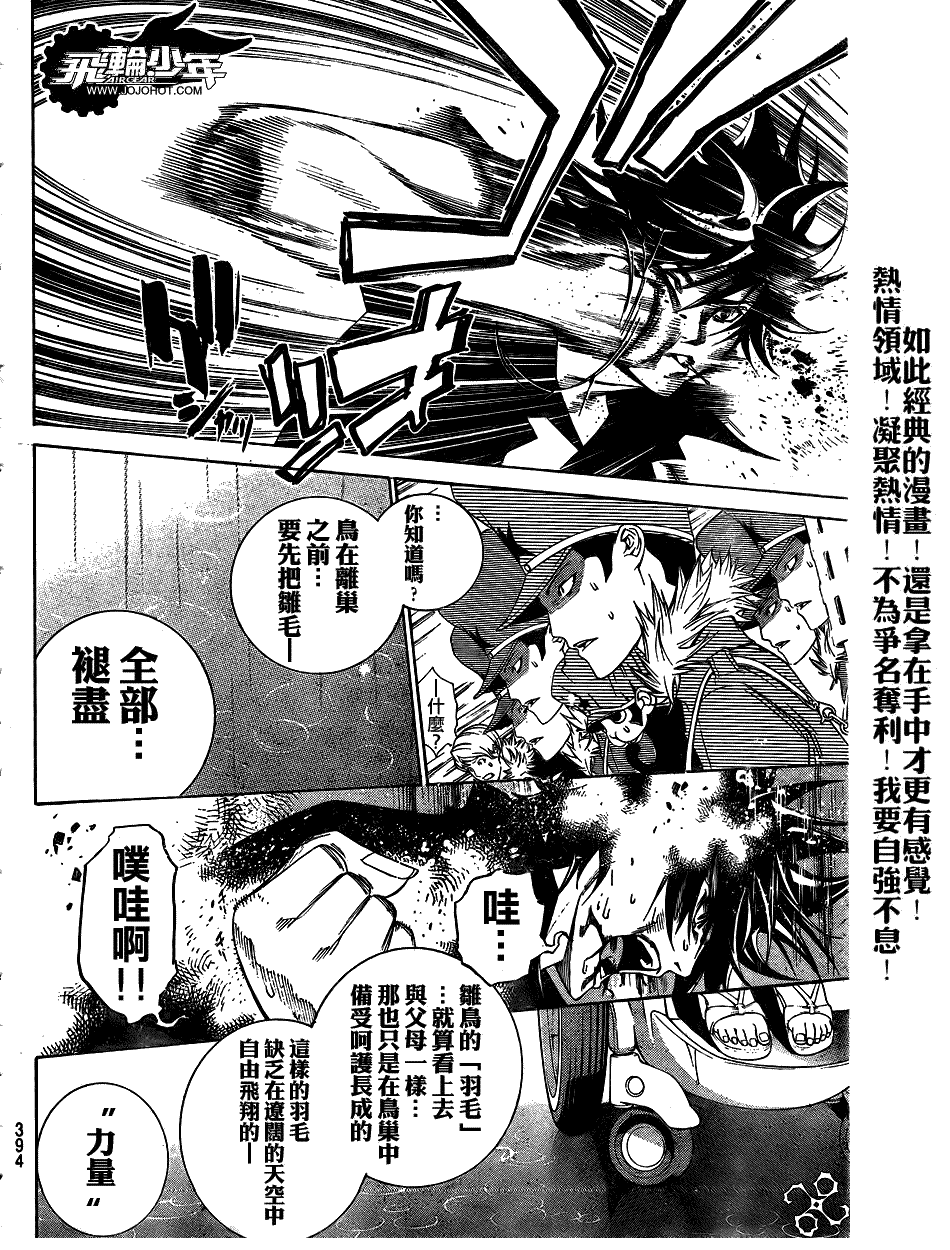 飛輪少年
AIR GEAR
WWW.JOJOHOT.COM
如此經典的漫畫！還是拿在手中才更有感覺！
熱情領域！凝聚熱情！不為爭名奪利！我要自強不息！
…
你知道嗎？
鳥在離巢
之前…
要先把雛毛—
—什麼？
全部…
褪盡
哇…
噗哇啊!!
雛鳥的「羽毛」
…就算看上去
與父母一樣…
那也只是在鳥巢中
備受呵護長成的
這樣的羽毛
缺乏在遼闊的天空中
自由飛翔的—
"力量"
394